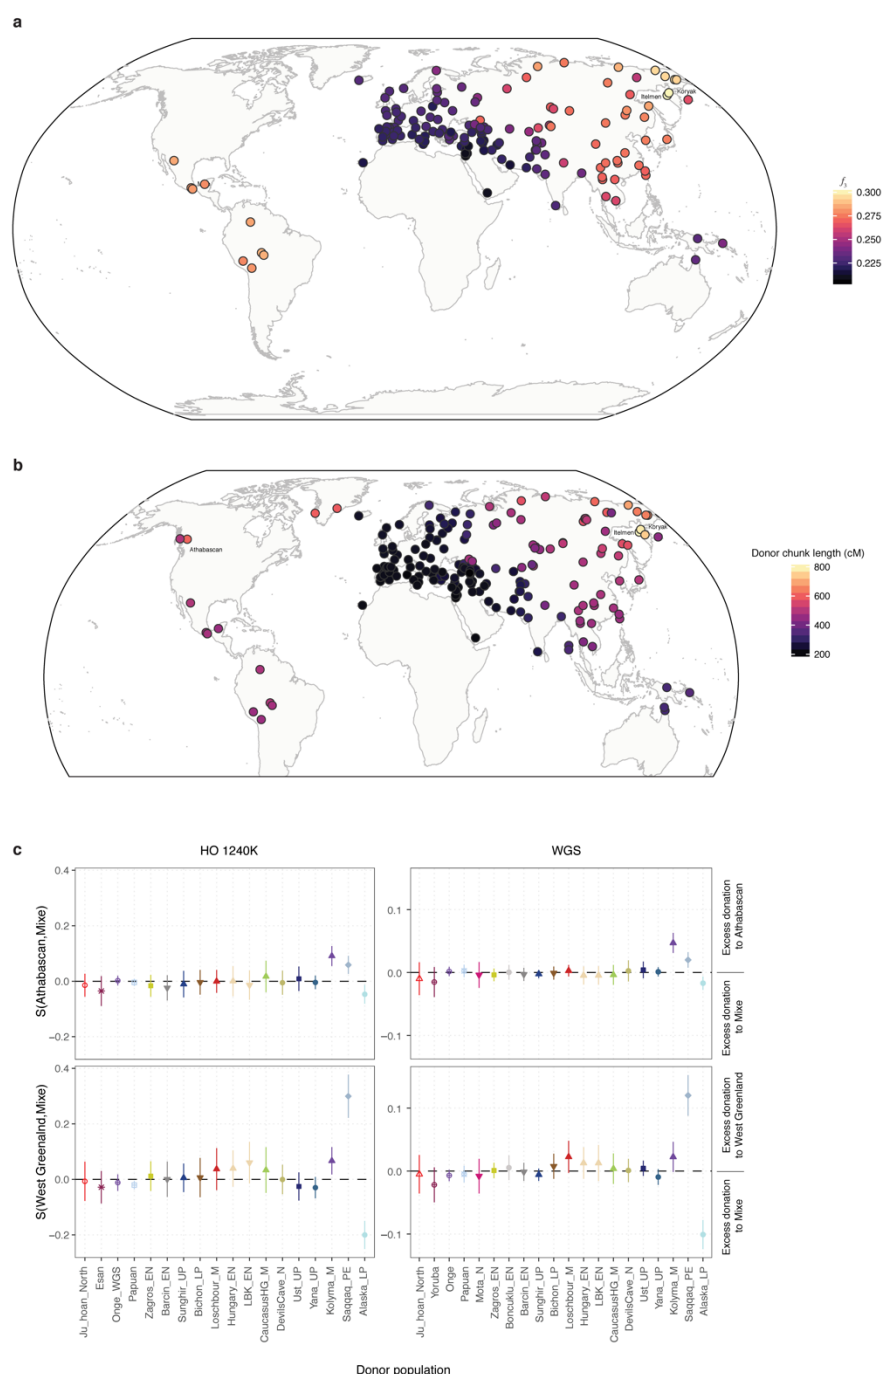 a
Itelmen
Koryak
f3
0.300
0.275
0.250
0.225
b
Itelmen
Koryak
Athabascan
Donor chunk length (cM)
800
600
400
200
c
HO 1240K
WGS
S(Athabascan,Mixe)
0.4
0.2
0.0
−0.2
0.1
0.0
−0.1
Excess donation
to Athabascan
Excess donation
to Mixe
S(West Greenalnd,Mixe)
0.4
0.2
0.0
−0.2
0.1
0.0
−0.1
Excess donation
to West Greenland
Excess donation
to Mixe
Ju_hoan_North
Esan
Onge_WGS
Papuan
Zagros_EN
Barcin_EN
Sunghir_UP
Bichon_LP
Loschbour_M
Hungary_EN
LBK_EN
CaucasusHG_M
DevilsCave_N
Ust_UP
Yana_UP
Kolyma_M
Saqqaq_PE
Alaska_LP
Ju_hoan_North
Yoruba
Onge
Papuan
Mota_N
Zagros_EN
Boncuklu_EN
Barcin_EN
Sunghir_UP
Bichon_LP
Loschbour_M
Hungary_EN
LBK_EN
CaucasusHG_M
DevilsCave_N
Ust_UP
Yana_UP
Kolyma_M
Saqqaq_PE
Alaska_LP
Donor population